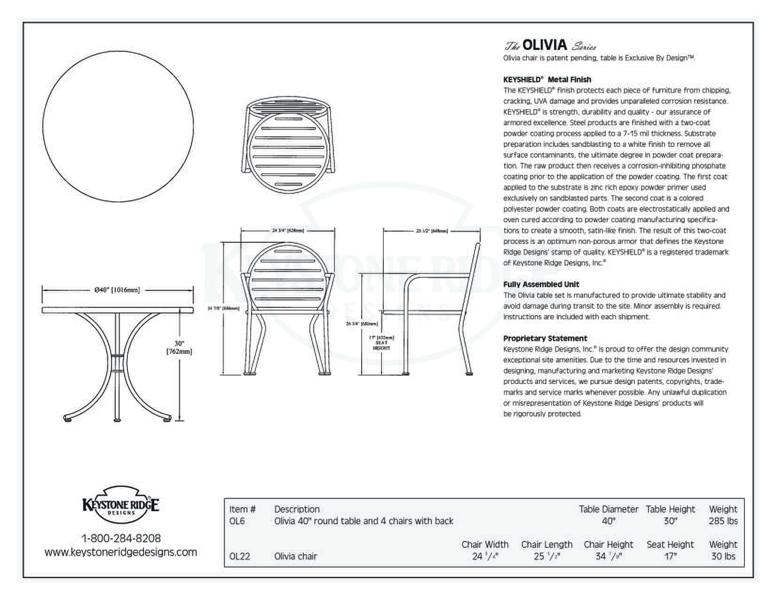 The OLIVIA Series
Olivia chair is patent pending, table is Exclusive By Design™.
KEYSHIELD® Metal Finish
The KEYSHIELD® finish protects each piece of furniture from chipping,
cracking, UVA damage and provides unparalleled corrosion resistance.
KEYSHIELD® is strength, durability and quality - our assurance of
armored excellence. Steel products are finished with a two-coat
powder coating process applied to a 7-15 mil thickness. Substrate
preparation includes sandblasting to a white finish to remove all
surface contaminants, the ultimate degree in powder coat prepara-
tion. The raw product then receives a corrosion-inhibiting phosphate
coating prior to the application of the powder coating. The first coat
applied to the substrate is zinc rich epoxy powder primer used
exclusively on sandblasted parts. The second coat is a colored
polyester powder coating. Both coats are electrostatically applied and
oven cured according to powder coating manufacturing specifica-
tions to create a smooth, satin-like finish. The result of this two-coat
process is an optimum non-porous armor that defines the Keystone
Ridge Designs' stamp of quality. KEYSHIELD® is a registered trademark
of Keystone Ridge Designs, Inc.®
Fully Assembled Unit
The Olivia table set is manufactured to provide ultimate stability and
avoid damage during transit to the site. Minor assembly is required.
Instructions are included with each shipment.
Proprietary Statement
Keystone Ridge Designs, Inc.® is proud to offer the design community
exceptional site amenities. Due to the time and resources invested in
designing, manufacturing and marketing Keystone Ridge Designs'
products and services, we pursue design patents, copyrights, trade-
marks and service marks whenever possible. Any unlawful duplication
or misrepresentation of Keystone Ridge Designs' products will
be rigorously protected.
24 3/4" [628mm]
25 1/2" [648mm]
Ø40" [1016mm]
30"
[762mm]
34 7/8" [886mm]
17" [432mm]
SEAT
HEIGHT
KEYSTONE RIDGE
DESIGNS
KEYSTONE RIDGE
DESIGNS
1-800-284-8208
www.keystoneridgedesigns.com
Item # Description Table Diameter Table Height Weight
OL6 Olivia 40" round table and 4 chairs with back 40" 30" 285 lbs
Chair Width Chair Length Chair Height Seat Height Weight
OL22 Olivia chair 24 3/4" 25 1/2" 34 7/8" 17" 30 lbs